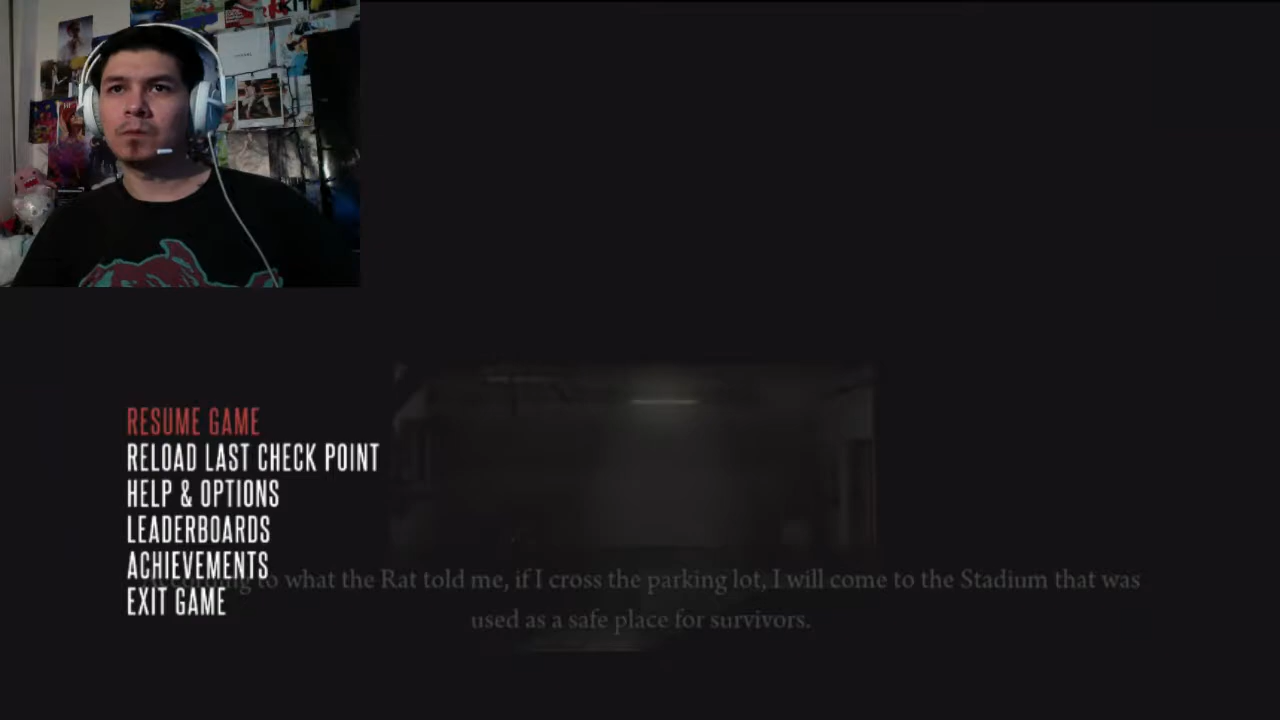 RESUME GAME
RELOAD LAST CHECK POINT
HELP & OPTIONS
LEADERBOARDS
ACHIEVEMENTS
to what the Rat told me, if I cross the parking lot, I will come to the Stadium that was
EXIT GAME
used as a safe place for survivors.